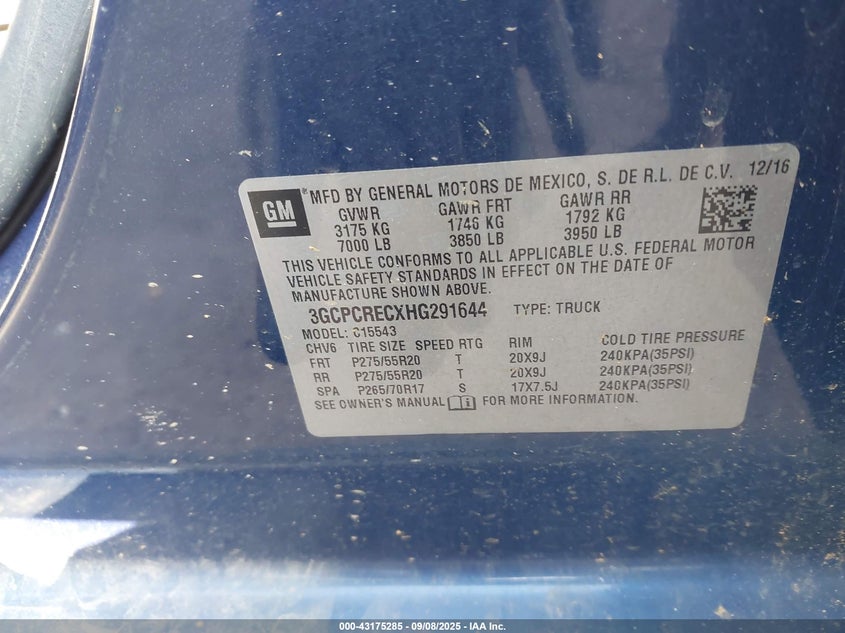 GM
® MFD BY GENERAL MOTORS DE MEXICO, S. DE R.L. DE C.V. 12/16
GVWR GAWR FRT GAWR RR
3175 KG 1746 KG 1792 KG
7000 LB 3850 LB 3950 LB
THIS VEHICLE CONFORMS TO ALL APPLICABLE U.S. FEDERAL MOTOR
VEHICLE SAFETY STANDARDS IN EFFECT ON THE DATE OF
MANUFACTURE SHOWN ABOVE.
3GCPCRECXHG291644 TYPE: TRUCK
MODEL: C15543
CHV6 TIRE SIZE SPEED RTG RIM COLD TIRE PRESSURE
FRT P275/55R20 T 20X9J 240KPA(35PSI)
RR P275/55R20 T 20X9J 240KPA(35PSI)
SPA P265/70R17 S 17X7.5J 240KPA(35PSI)
SEE OWNER'S MANUAL FOR MORE INFORMATION.
000-43175285 - 09/08/2025 - IAA Inc.